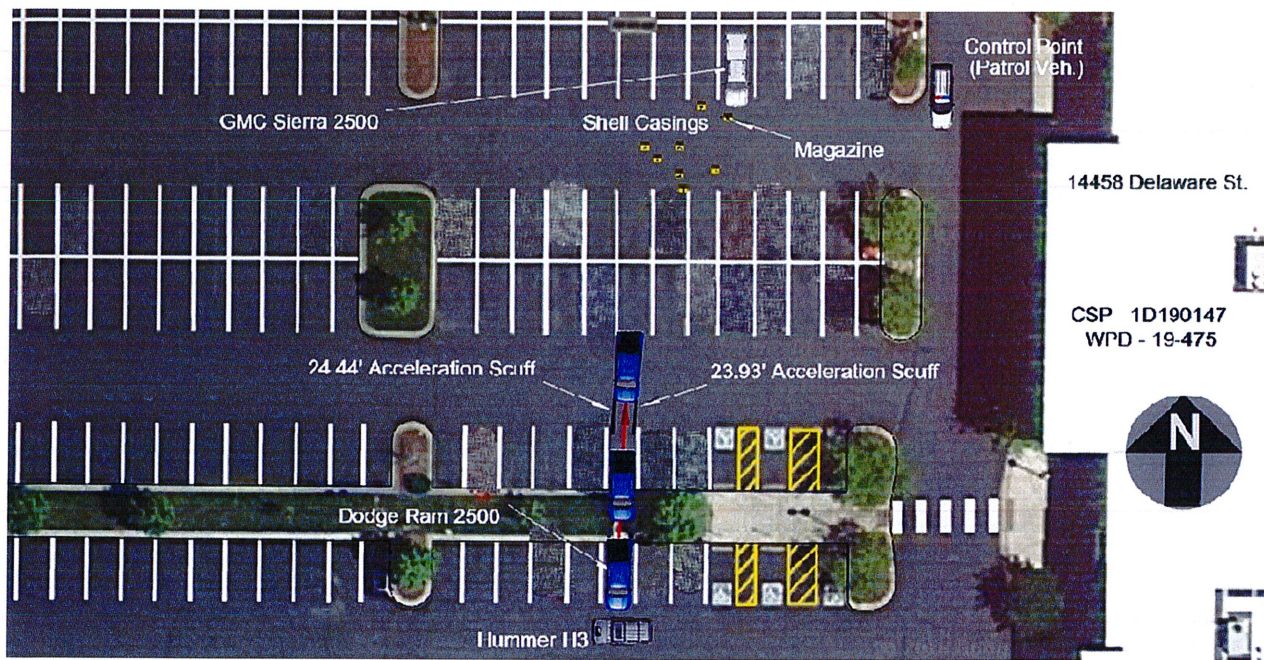 Control Point
(Patrol Veh.)
GMC Sierra 2500
Shell Casings
Magazine
14458 Delaware St.
CSP 1D190147
WPD - 19-475
24.44' Acceleration Scuff
23.93' Acceleration Scuff
N
Dodge Ram 2500
Hummer H3